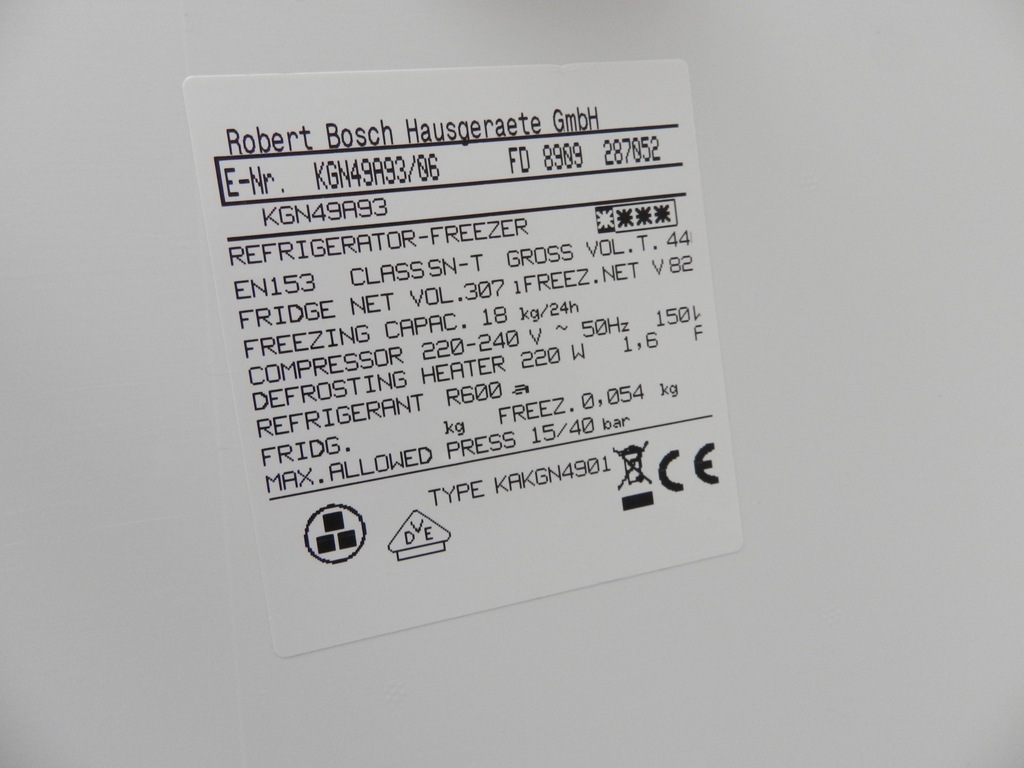 Robert Bosch Hausgeraete GmbH
E-Nr. KGN49A93/06 FD 8909 287052
KGN49A93
REFRIGERATOR-FREEZER
EN153 CLASS SN-T GROSS VOL.T. 44
FRIDGE NET VOL.307 lFREEZ.NET V 82
FREEZING CAPAC. 18 kg/24h
COMPRESSOR 220-240 V ~ 50Hz 150
DEFROSTING HEATER 220 W 1,6 F
REFRIGERANT R600a
FRIDG. kg FREEZ.0,054 kg
MAX.ALLOWED PRESS 15/40 bar
TYPE KAKGN4901 CE
DVE